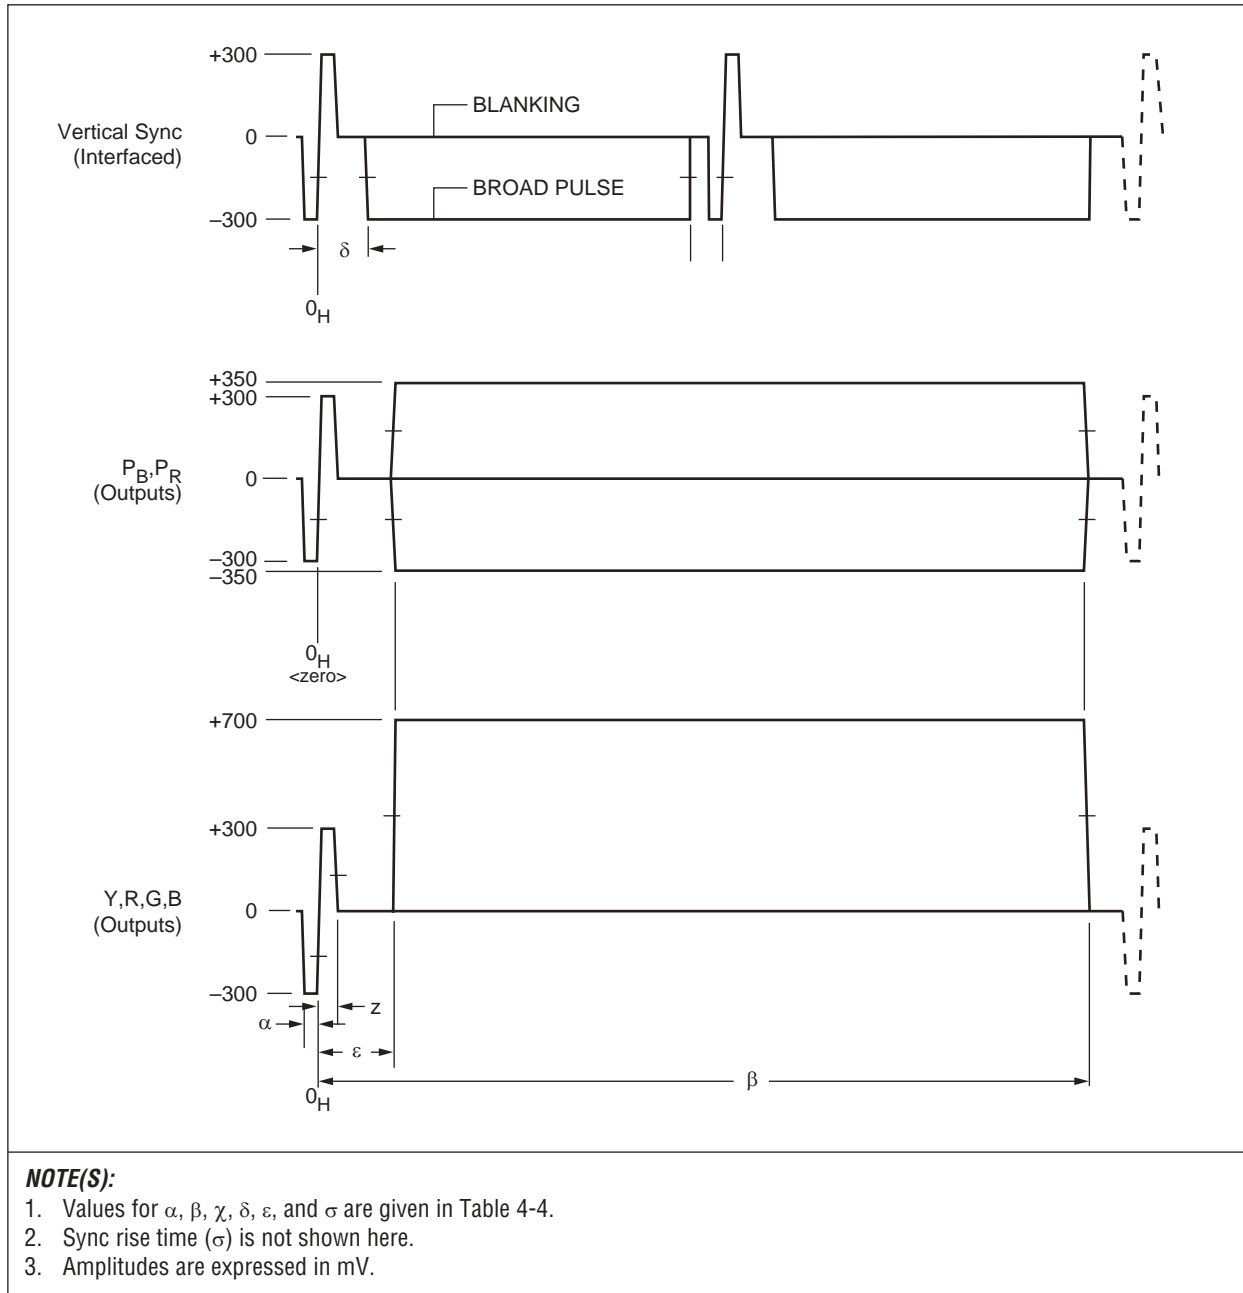 +300
BLANKING
Vertical Sync
(Interfaced)
0
BROAD PULSE
–300
δ
0H
+350
+300
PB,PR
(Outputs)
0
–300
–350
0H
<zero>
+700
+300
Y,R,G,B
(Outputs)
0
–300
z
α
ε
β
0H
NOTE(S):
1. Values for α, β, χ, δ, ε, and σ are given in Table 4-4.
2. Sync rise time (σ) is not shown here.
3. Amplitudes are expressed in mV.